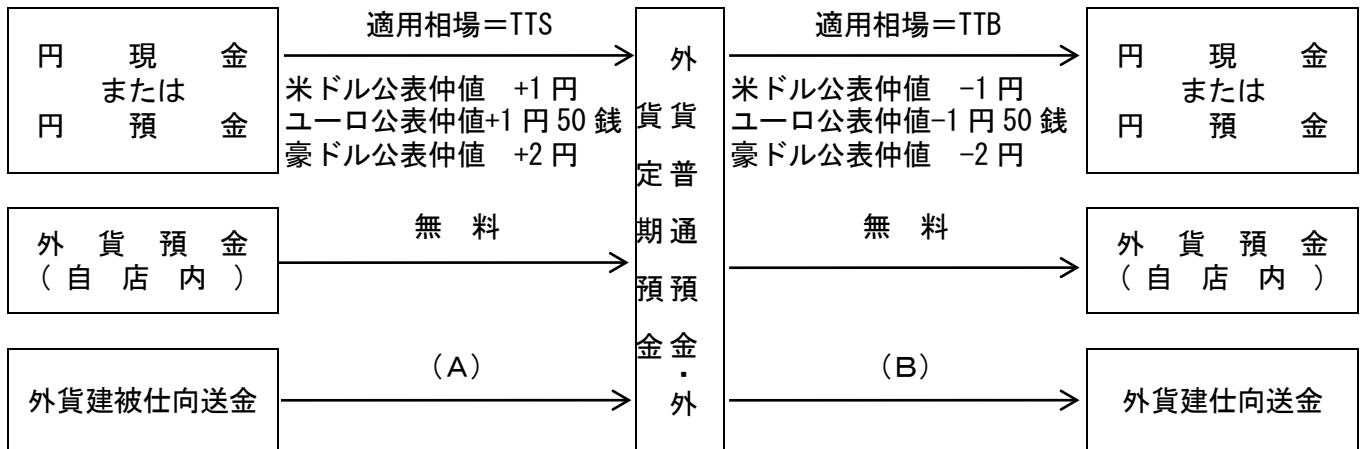 円 現 金
または
円 預 金
適用相場＝TTS
米ドル公表仲値 +1円
ユーロ公表仲値+1円50銭
豪ドル公表仲値 +2円
外貨普通預金・外
貨定期預金
適用相場＝TTB
米ドル公表仲値 -1円
ユーロ公表仲値-1円50銭
豪ドル公表仲値 -2円
円 現 金
または
円 預 金
外 貨 預 金
(自 店 内)
無 料
無 料
外 貨 預 金
(自 店 内)
外貨建被仕向送金
(A)
(B)
外貨建仕向送金